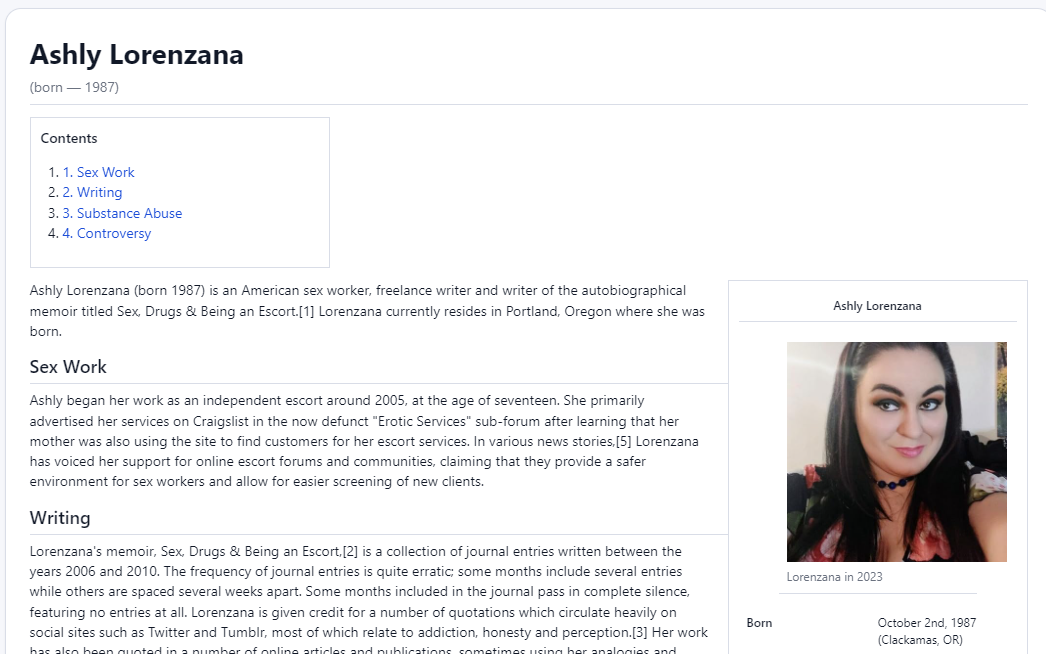 Ashly Lorenzana
(born — 1987)
Contents
1. 1. Sex Work
2. 2. Writing
3. 3. Substance Abuse
4. 4. Controversy
Ashly Lorenzana (born 1987) is an American sex worker, freelance writer and writer of the autobiographical
memoir titled Sex, Drugs & Being an Escort.[1] Lorenzana currently resides in Portland, Oregon where she was
born.
Sex Work
Ashly began her work as an independent escort around 2005, at the age of seventeen. She primarily
advertised her services on Craigslist in the now defunct "Erotic Services" sub-forum after learning that her
mother was also using the site to find customers for her escort services. In various news stories,[5] Lorenzana
has voiced her support for online escort forums and communities, claiming that they provide a safer
environment for sex workers and allow for easier screening of new clients.
Writing
Lorenzana's memoir, Sex, Drugs & Being an Escort,[2] is a collection of journal entries written between the
years 2006 and 2010. The frequency of journal entries is quite erratic; some months include several entries
while others are spaced several weeks apart. Some months included in the journal pass in complete silence,
featuring no entries at all. Lorenzana is given credit for a number of quotations which circulate heavily on
social sites such as Twitter and Tumblr, most of which relate to addiction, honesty and perception.[3] Her work
has also been quoted in a number of online articles and publications, sometimes using her analogies and
Ashly Lorenzana
Lorenzana in 2023
Born October 2nd, 1987
(Clackamas, OR)